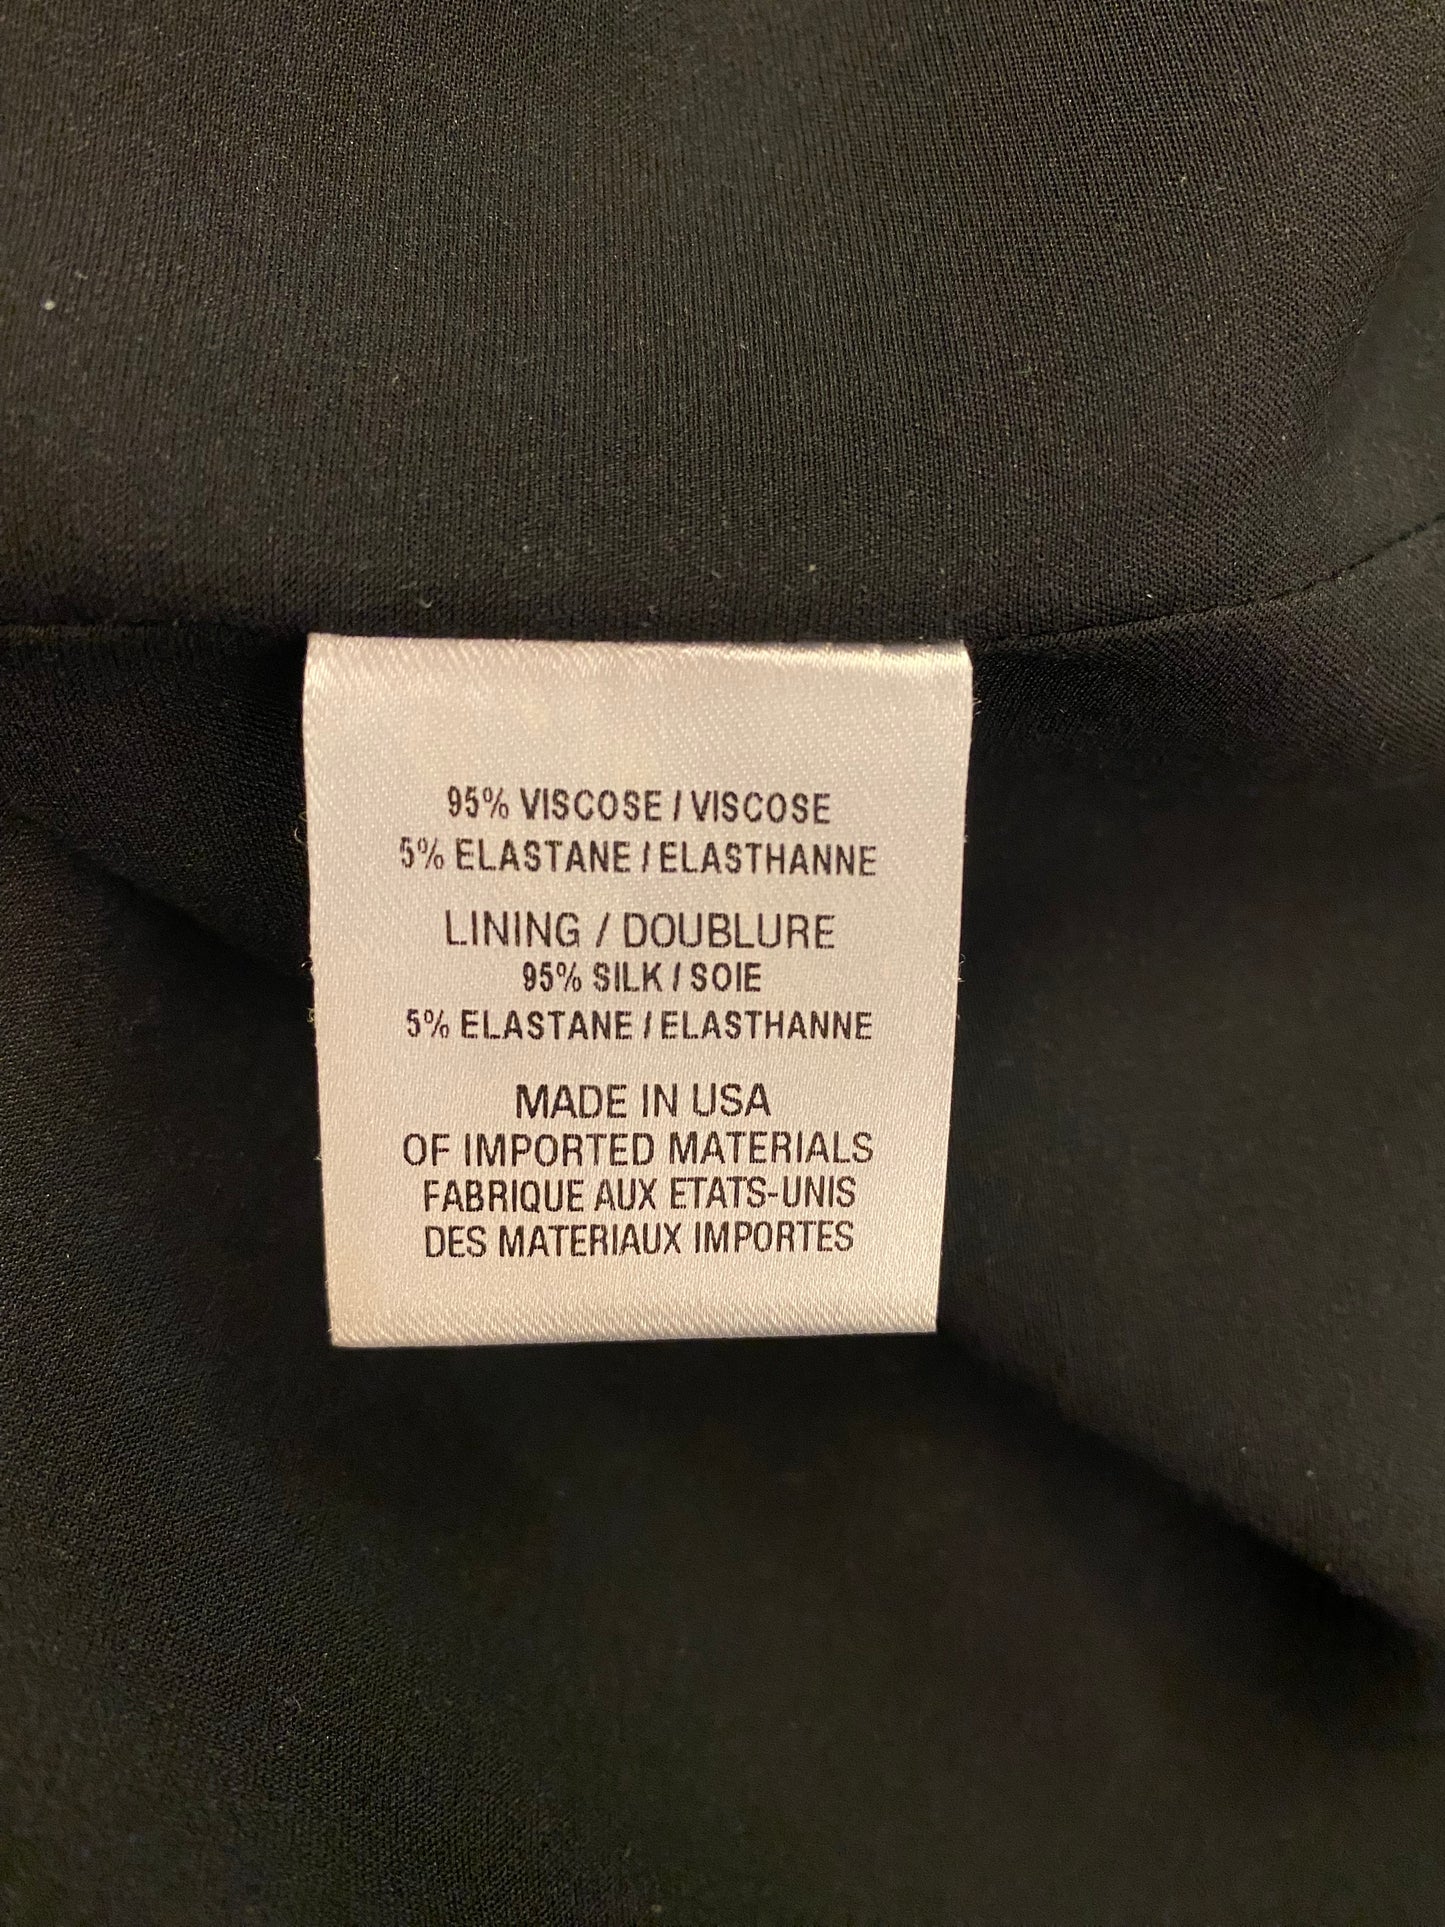 95% VISCOSE / VISCOSE
5% ELASTANE / ELASTHANNE
LINING / DOUBLURE
95% SILK / SOIE
5% ELASTANE / ELASTHANNE
MADE IN USA
OF IMPORTED MATERIALS
FABRIQUE AUX ETATS-UNIS
DES MATERIAUX IMPORTES